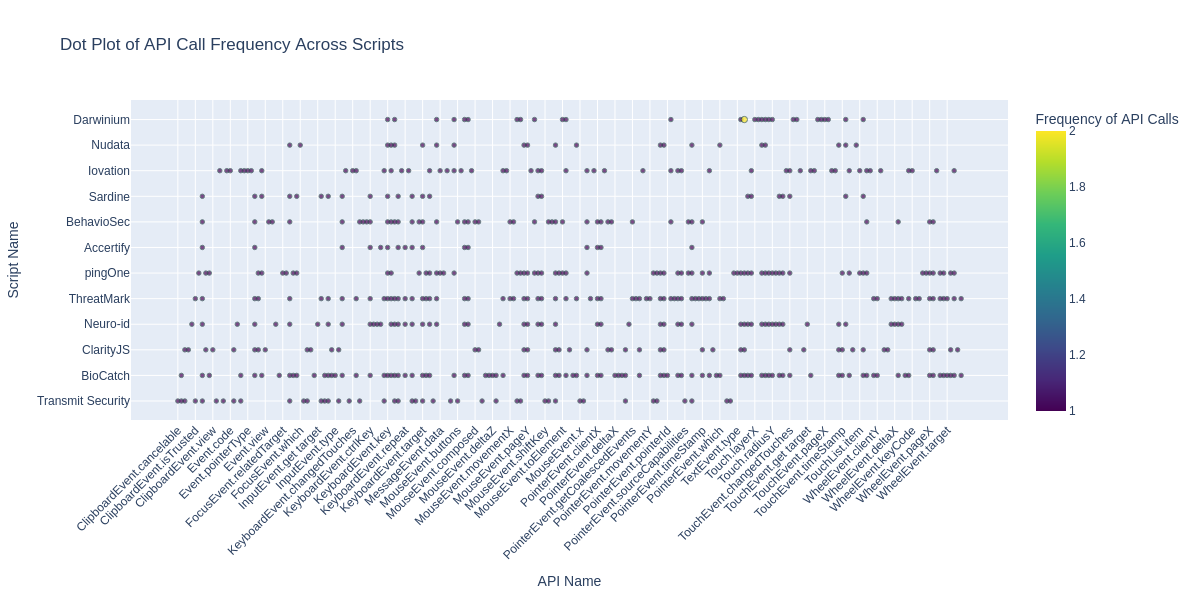 Dot Plot of API Call Frequency Across Scripts
Frequency of API Calls
2
1.8
1.6
1.4
1.2
1
Script Name
Darwinium
Nudata
Iovation
Sardine
BehavioSec
Accertify
pingOne
ThreatMark
Neuro-id
ClarityJS
BioCatch
Transmit Security
ClipboardEvent.cancelable
ClipboardEvent.isTrusted
ClipboardEvent.view
Event.code
Event.pointerType
Event.view
FocusEvent.relatedTarget
FocusEvent.which
InputEvent.get target
InputEvent.type
KeyboardEvent.changedTouches
KeyboardEvent.ctrlKey
KeyboardEvent.key
KeyboardEvent.repeat
KeyboardEvent.target
MessageEvent.data
MouseEvent.buttons
MouseEvent.composed
MouseEvent.deltaZ
MouseEvent.movementX
MouseEvent.pageY
MouseEvent.shiftKey
MouseEvent.toElement
MouseEvent.x
PointerEvent.clientX
PointerEvent.deltaX
PointerEvent.getCoalescedEvents
PointerEvent.movementY
PointerEvent.pointerId
PointerEvent.sourceCapabilities
PointerEvent.timeStamp
PointerEvent.which
TextEvent.type
Touch.layerX
Touch.radiusY
TouchEvent.changedTouches
TouchEvent.get target
TouchEvent.pageX
TouchEvent.timeStamp
TouchList.item
WheelEvent.clientY
WheelEvent.deltaX
WheelEvent.keyCode
WheelEvent.pageX
WheelEvent.target
API Name